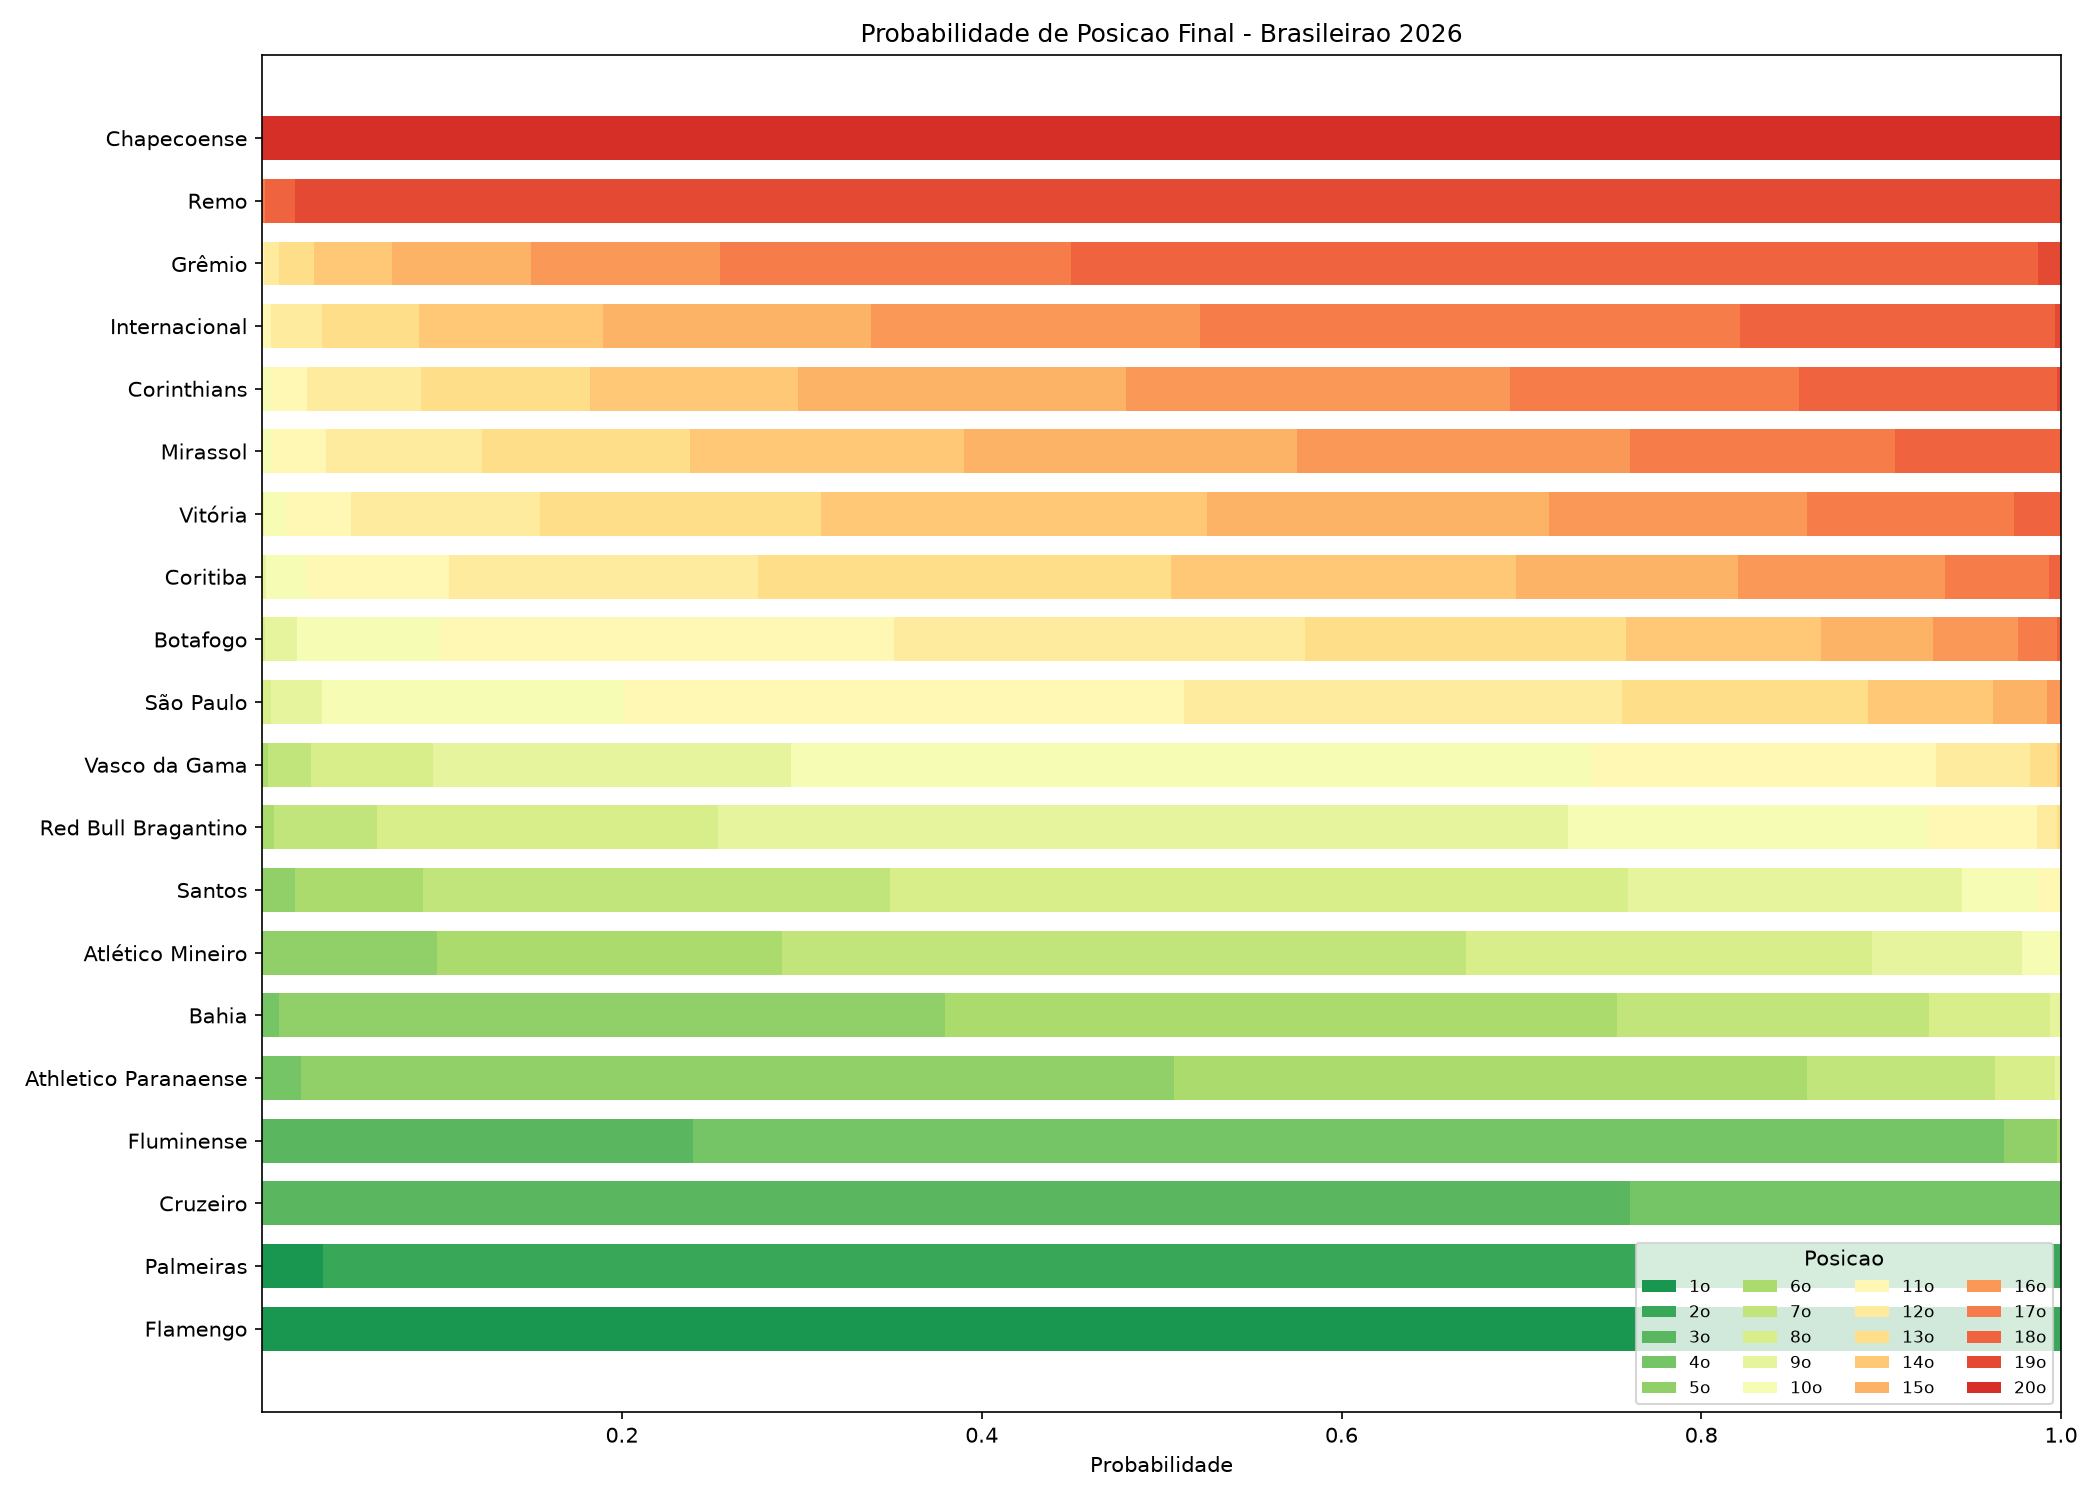 Probabilidade de Posicao Final - Brasileirao 2026
Chapecoense
Remo
Grêmio
Internacional
Corinthians
Mirassol
Vitória
Coritiba
Botafogo
São Paulo
Vasco da Gama
Red Bull Bragantino
Santos
Atlético Mineiro
Bahia
Athletico Paranaense
Fluminense
Cruzeiro
Palmeiras
Flamengo
Posicao
1o 6o 11o 16o
2o 7o 12o 17o
3o 8o 13o 18o
4o 9o 14o 19o
5o 10o 15o 20o
0.2 0.4 0.6 0.8 1.0
Probabilidade